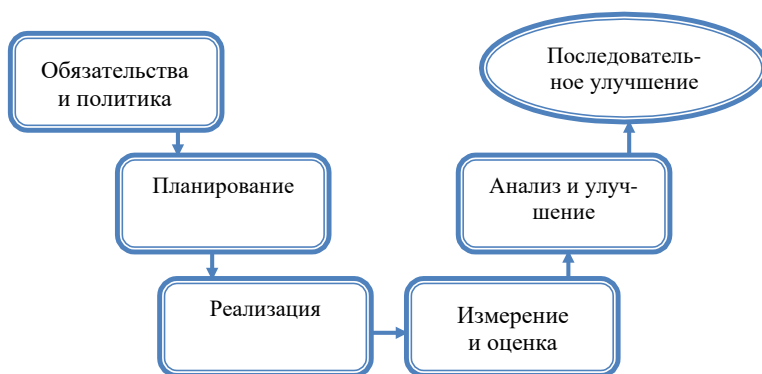 Обязательства
и политика
Планирование
Реализация
Измерение
и оценка
Анализ и улуч-
шение
Последователь-
ное улучшение